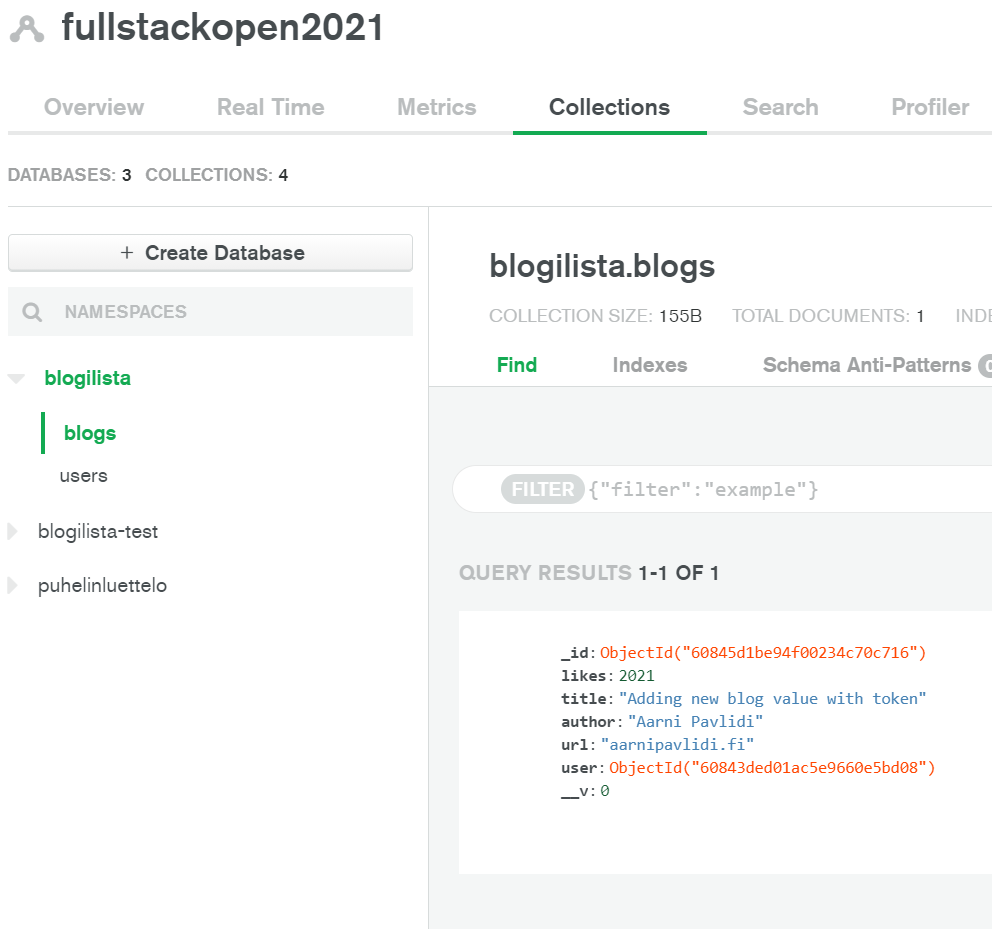 fullstackopen2021
Overview Real Time Metrics Collections Search Profiler
DATABASES: 3 COLLECTIONS: 4
+ Create Database
NAMESPACES
blogilista
blogs
users
blogilista-test
puhelinluettelo
blogilista.blogs
COLLECTION SIZE: 155B TOTAL DOCUMENTS: 1
Find Indexes Schema Anti-Patterns
FILTER {"filter":"example"}
QUERY RESULTS 1-1 OF 1
_id: ObjectId("60845d1be94f00234c70c716")
likes: 2021
title: "Adding new blog value with token"
author: "Aarni Pavlidi"
url: "aarnipavlidi.fi"
user: ObjectId("60843ded01ac5e9660e5bd08")
__v: 0